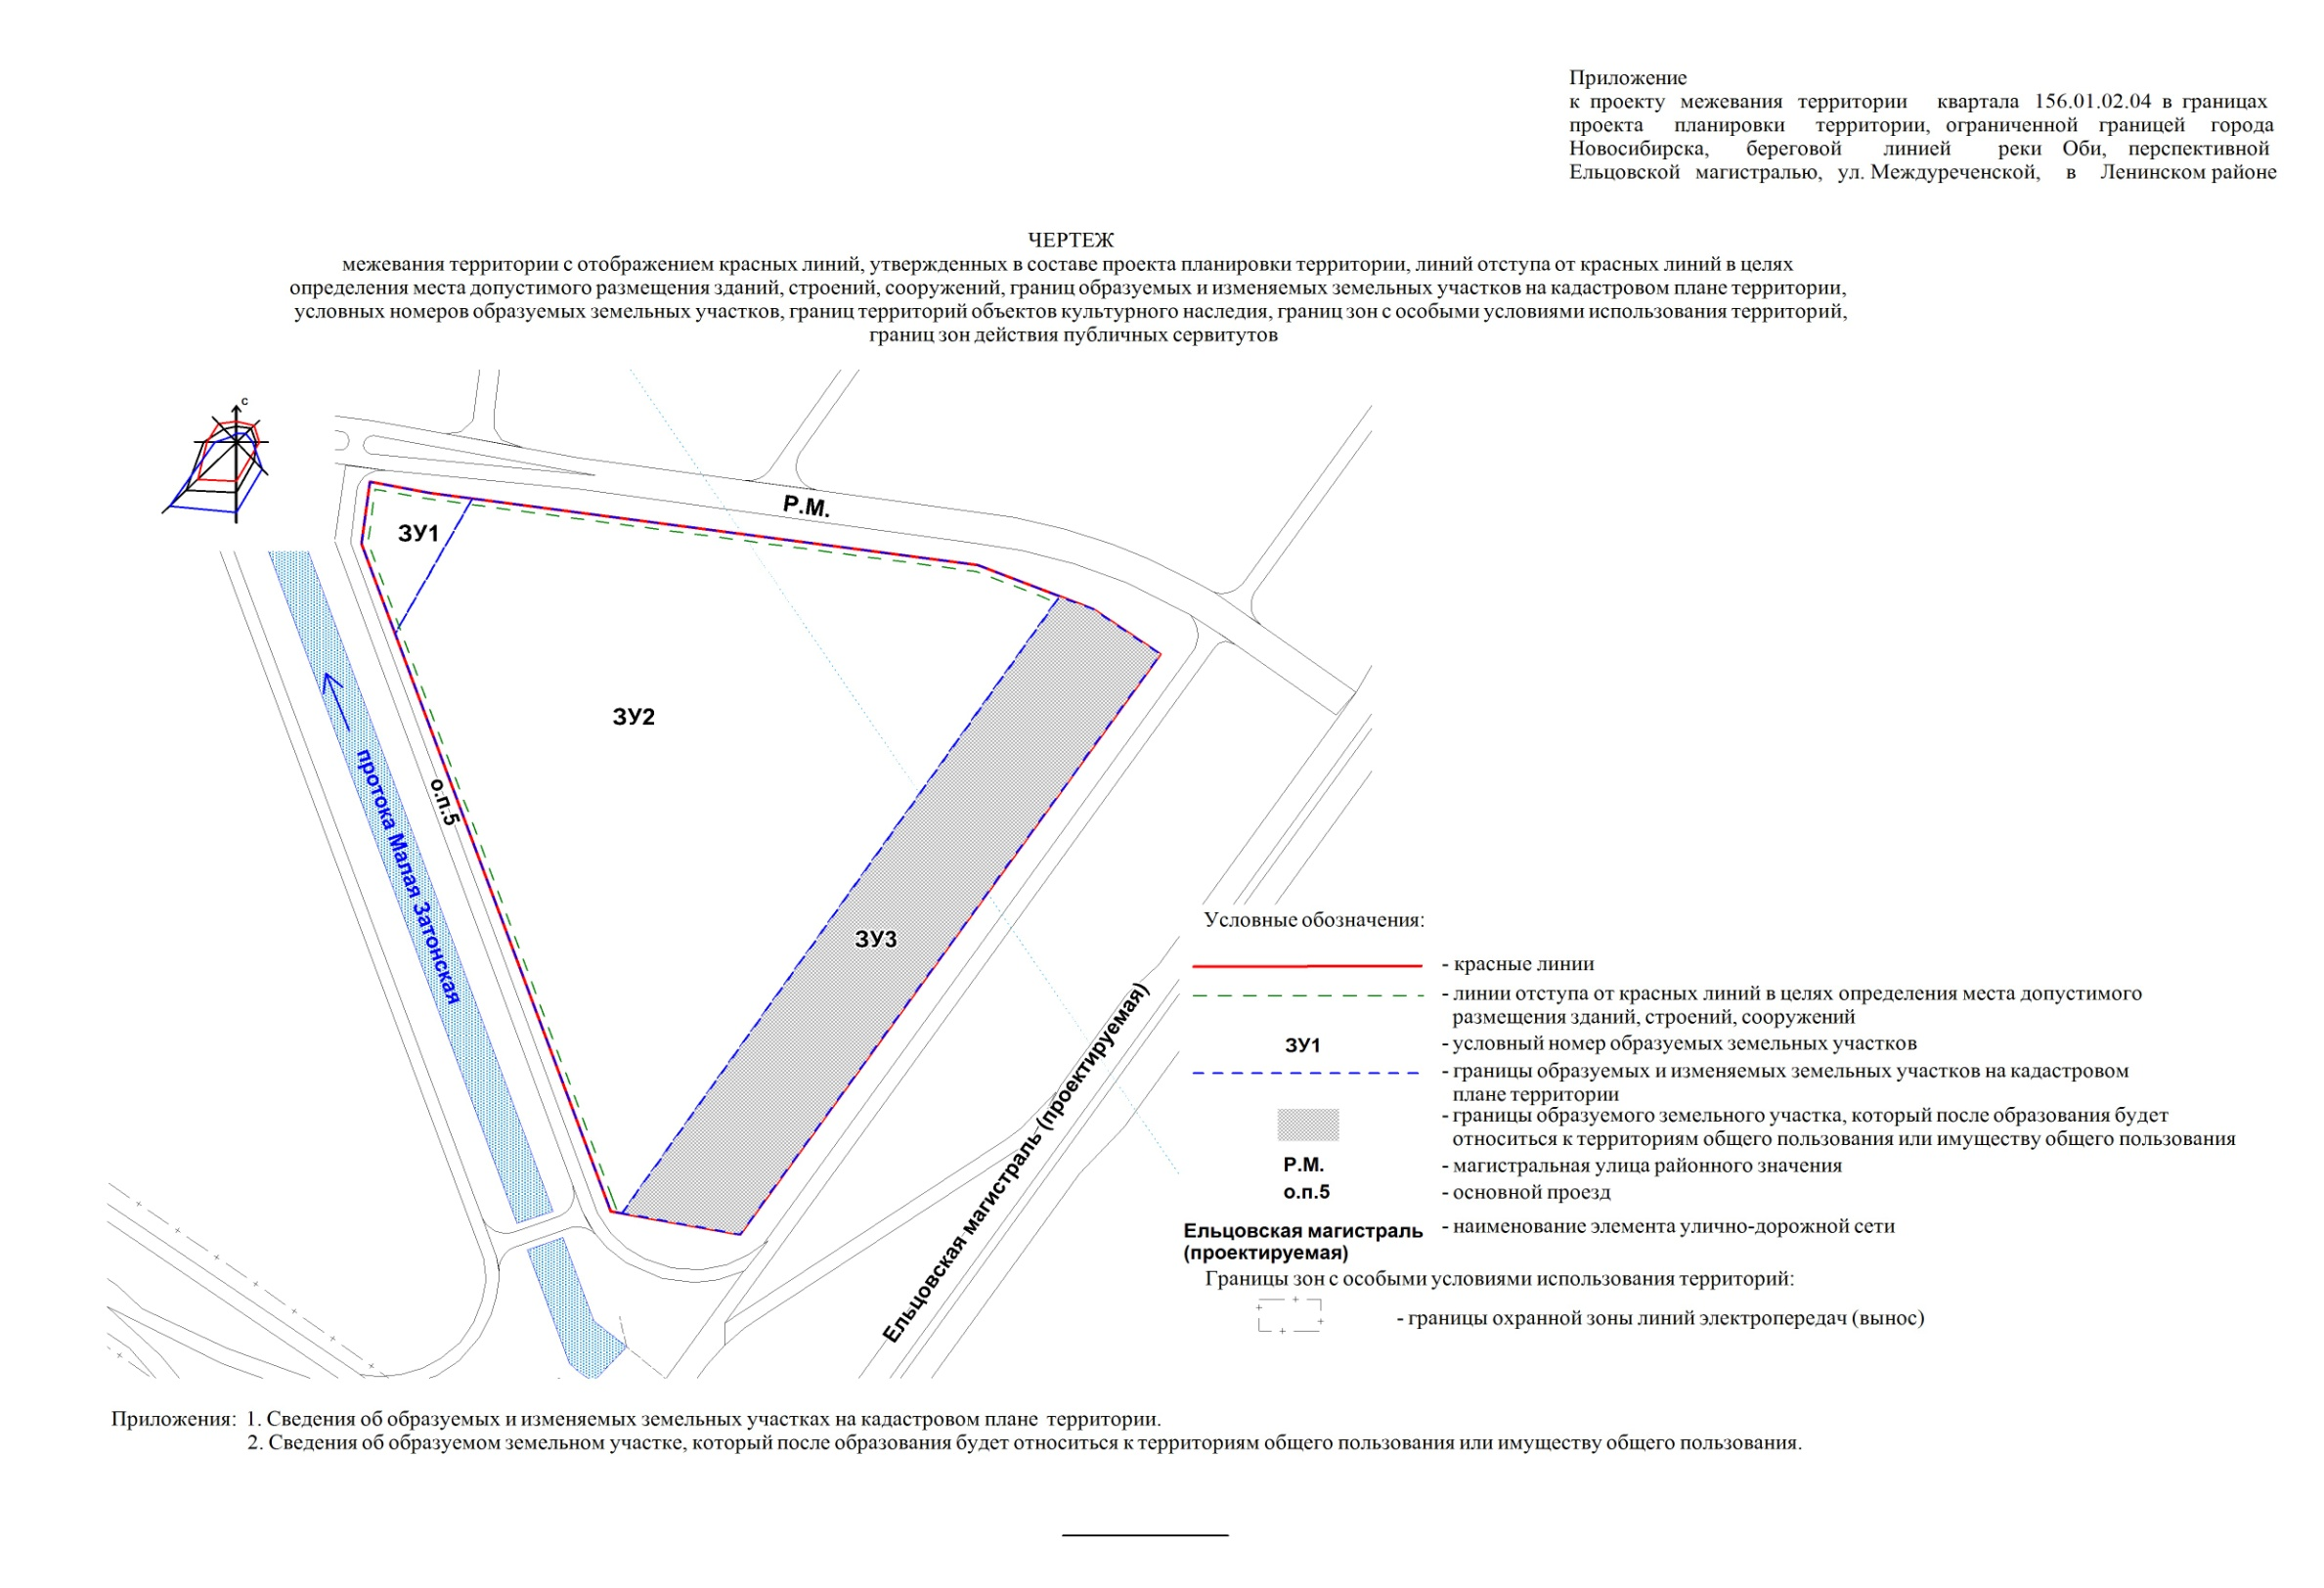 Приложение
к проекту межевания территории квартала 156.01.02.04 в границах
проекта планировки территории, ограниченной границей города
Новосибирска, береговой линией реки Оби, перспективной
Ельцовской магистралью, ул. Междуреченской, в Ленинском районе
ЧЕРТЕЖ
межевания территории с отображением красных линий, утвержденных в составе проекта планировки территории, линий отступа от красных линий в целях
определения места допустимого размещения зданий, строений, сооружений, границ образуемых и изменяемых земельных участков на кадастровом плане территории,
условных номеров образуемых земельных участков, границ территорий объектов культурного наследия, границ зон с особыми условиями использования территорий,
границ зон действия публичных сервитутов
с
Р.М.
ЗУ1
ЗУ2
о.п.5
протока Малая Затонская
ЗУ3
Ельцовская магистраль (проектируемая)
Условные обозначения:
- красные линии
- линии отступа от красных линий в целях определения места допустимого
размещения зданий, строений, сооружений
ЗУ1 - условный номер образуемых земельных участков
- границы образуемых и изменяемых земельных участков на кадастровом
плане территории
- границы образуемого земельного участка, который после образования будет
относиться к территориям общего пользования или имуществу общего пользования
Р.М. - магистральная улица районного значения
о.п.5 - основной проезд
Ельцовская магистраль - наименование элемента улично-дорожной сети
(проектируемая)
Границы зон с особыми условиями использования территорий:
- границы охранной зоны линий электропередач (вынос)
Приложения: 1. Сведения об образуемых и изменяемых земельных участках на кадастровом плане территории.
2. Сведения об образуемом земельном участке, который после образования будет относиться к территориям общего пользования или имуществу общего пользования.